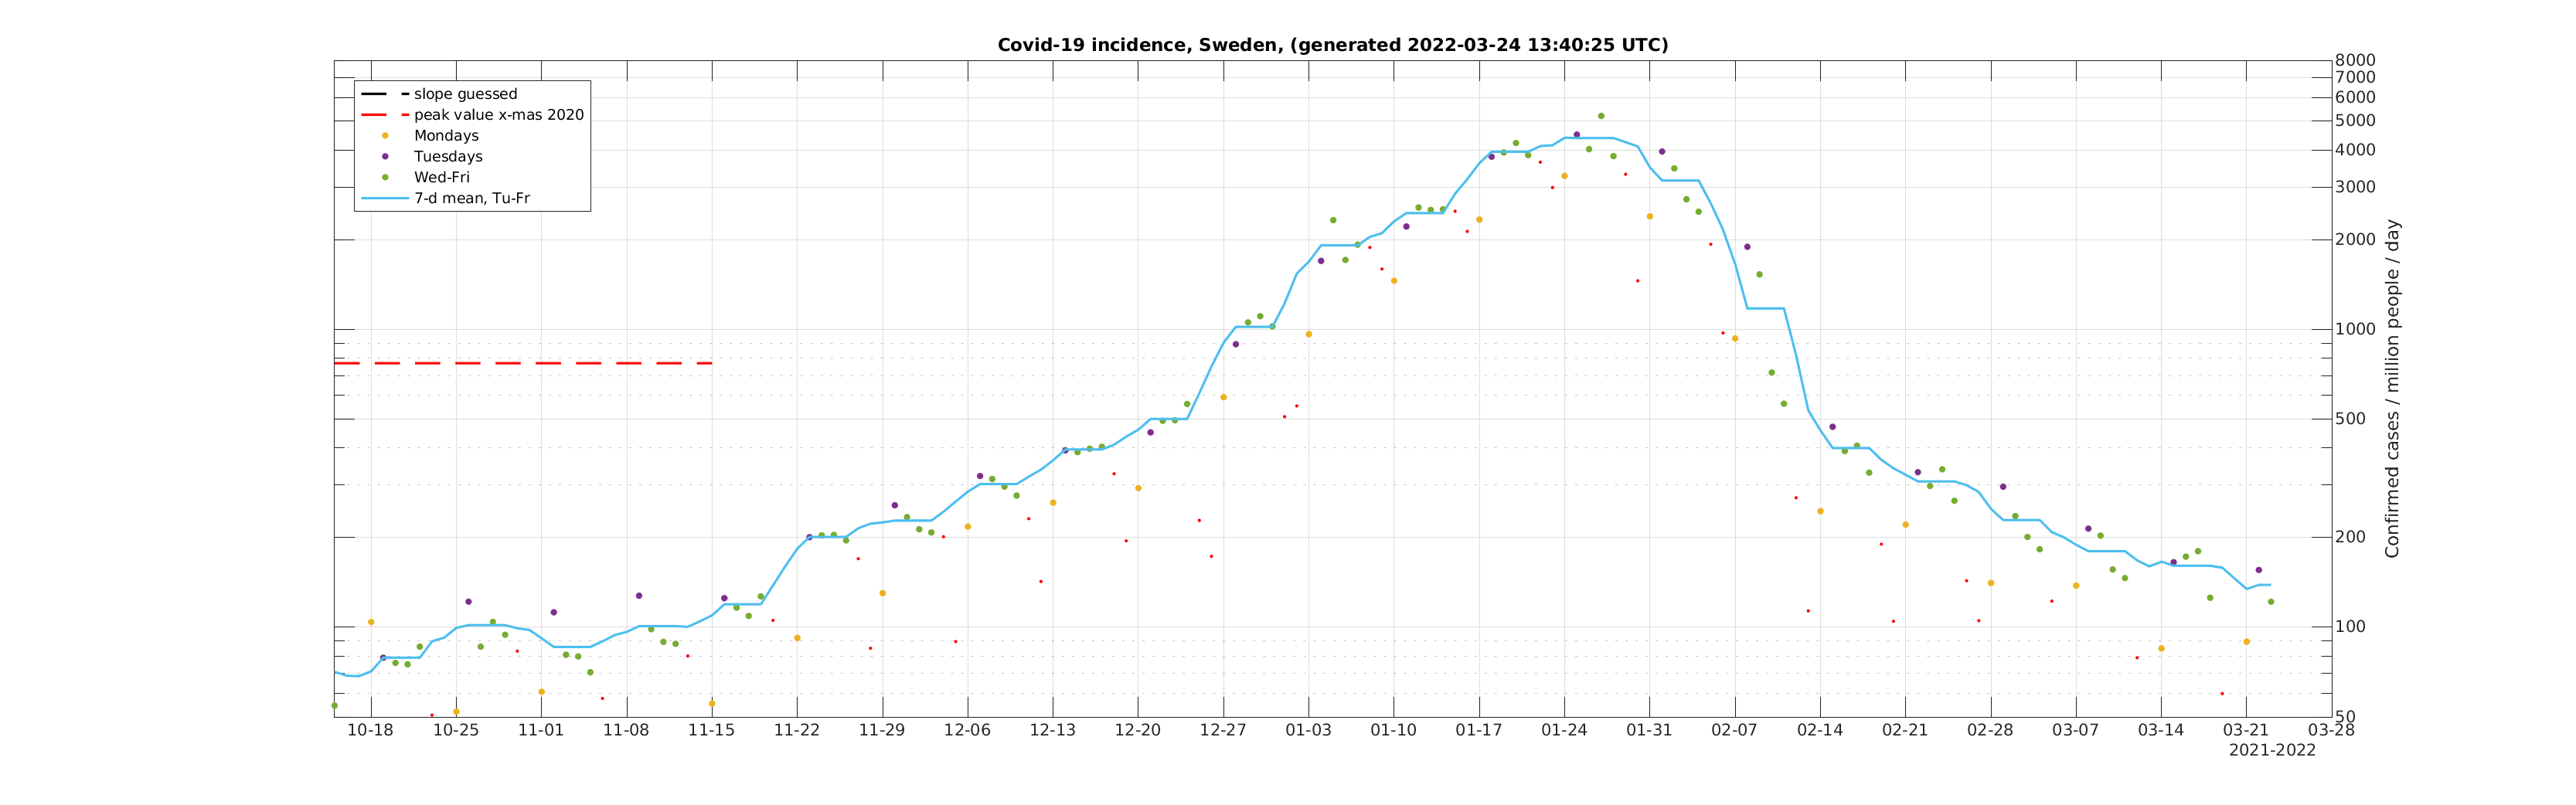 Covid-19 incidence, Sweden, (generated 2022-03-24 13:40:25 UTC)
slope guessed
peak value x-mas 2020
Mondays
Tuesdays
Wed-Fri
7-d mean, Tu-Fr
8000
7000
6000
5000
4000
3000
2000
1000
500
200
100
50
Confirmed cases / million people / day
10-18 10-25 11-01 11-08 11-15 11-22 11-29 12-06 12-13 12-20 12-27 01-03 01-10 01-17 01-24 01-31 02-07 02-14 02-21 02-28 03-07 03-14 03-21 03-28
2021-2022